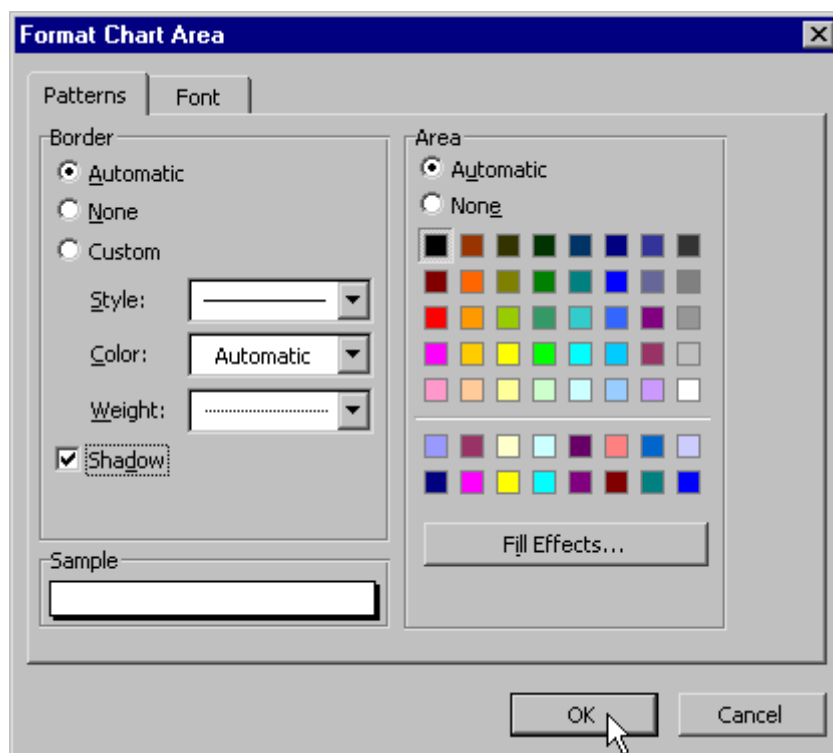 Format Chart Area
Patterns
Font
Border
Automatic
None
Custom
Style:
Color:
Automatic
Weight:
Shadow
Sample
Area
Automatic
None
Fill Effects...
OK
Cancel